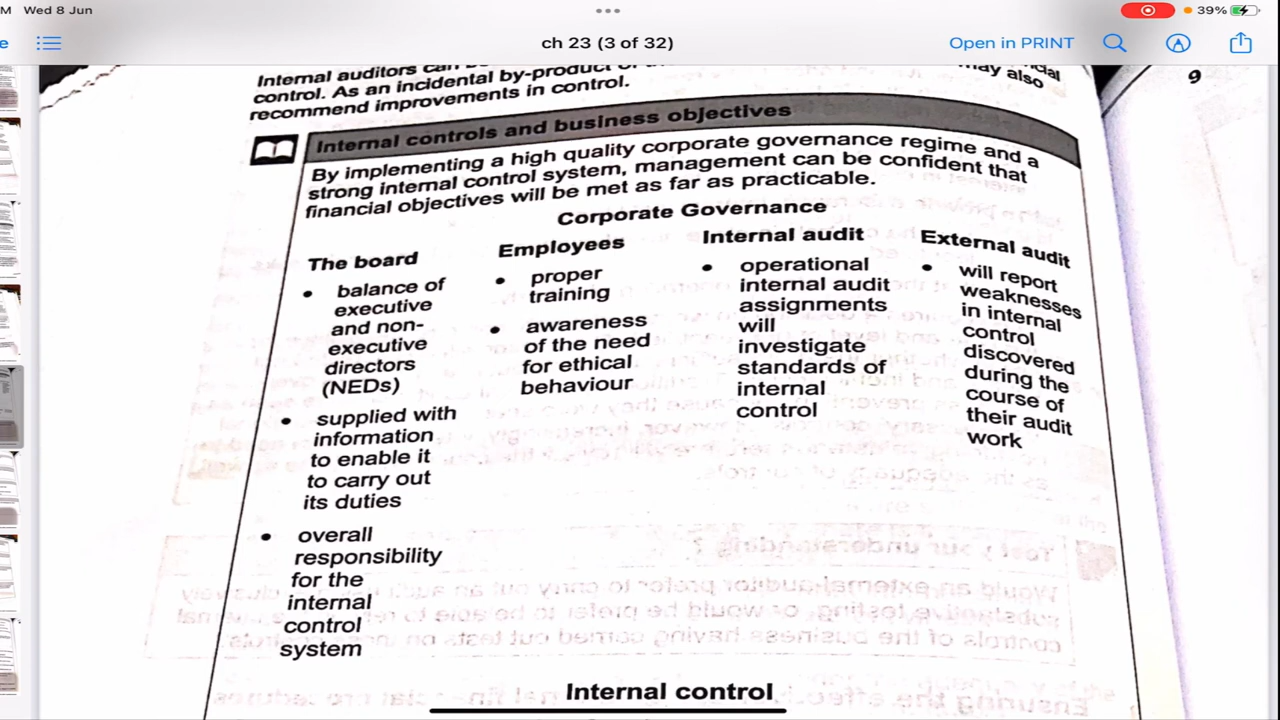 M Wed 8 Jun
39%
e
ch 23 (3 of 32)
Open in PRINT
Internal auditors can
control. As an incidental by-product
may also
recommend improvements in control.
9
Internal controls and business objectives
By implementing a high quality corporate governance regime and a
strong internal control system, management can be confident that
financial objectives will be met as far as practicable.
Corporate Governance
The board
• balance of
executive
and non-
executive
directors
(NEDs)
• supplied with
information
to enable it
to carry out
its duties
• overall
responsibility
for the
internal
control
system
Employees
• proper
training
• awareness
of the need
for ethical
behaviour
Internal audit
• operational
internal audit
assignments
will
investigate
standards of
internal
control
External audit
• will report
weaknesses
in internal
control
discovered
during the
course of
their audit
work
Internal control